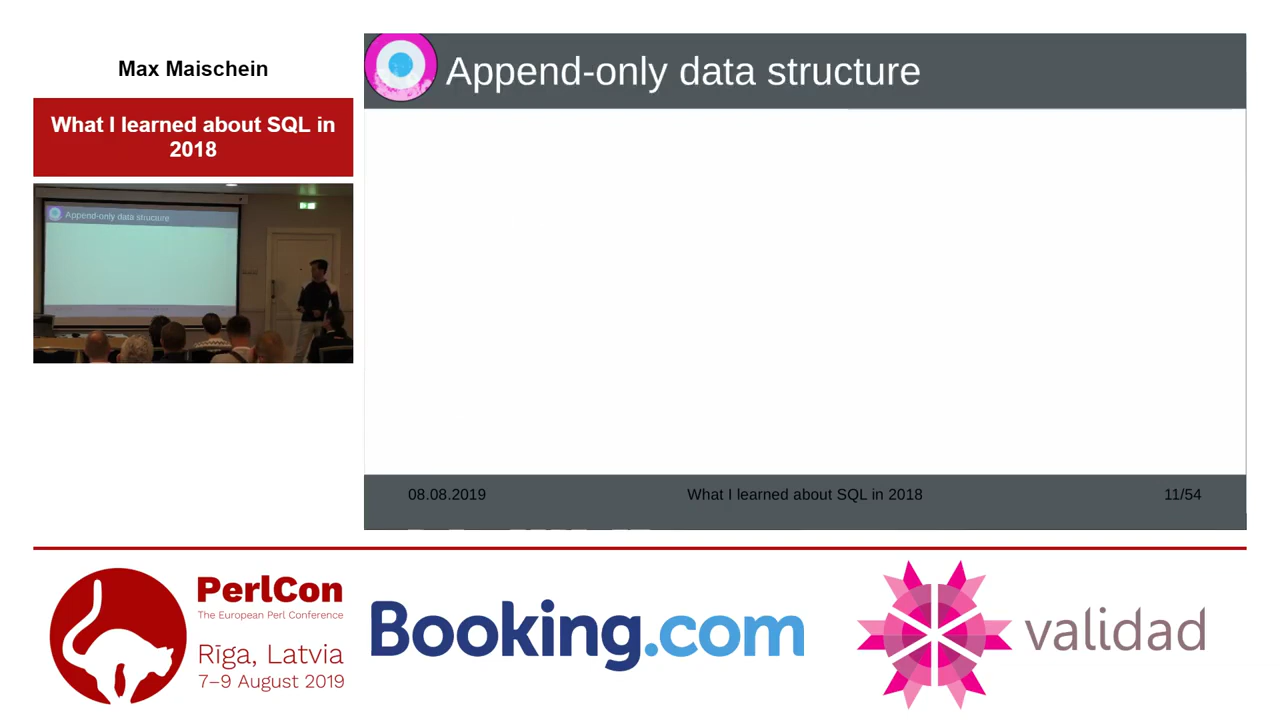 Max Maischein
What I learned about SQL in
2018
Append-only data structure
Append-only data structure
08.08.2019
What I learned about SQL in 2018
11/54
PerlCon
The European Perl Conference
Rīga, Latvia
7–9 August 2019
Booking.com
validad